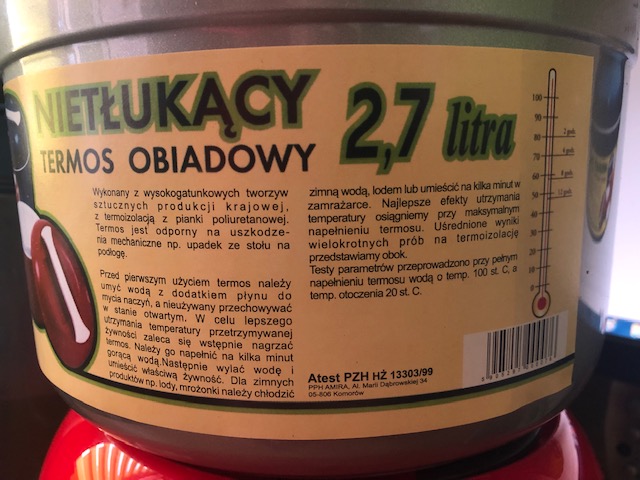 NIETŁUKĄCY
TERMOS OBIADOWY
2,7 litra
Wykonany z wysokogatunkowych tworzyw
sztucznych produkcji krajowej,
z termoizolacją z pianki poliuretanowej.
Termos jest odporny na uszkodze-
nia mechaniczne np. upadek ze stołu na
podłogę.
Przed pierwszym użyciem termos należy
umyć wodą z dodatkiem płynu do
mycia naczyń, a nieużywany przechowywać
w stanie otwartym. W celu lepszego
utrzymania temperatury przetrzymywanej
żywności zaleca się wstępnie nagrzać
termos. Należy go napełnić na kilka minut
gorącą wodą.Następnie wylać wodę i
umieścić właściwą żywność. Dla zimnych
produktów np. lody, mrożonki należy chłodzić
zimną wodą, lodem lub umieścić na kilka minut w
zamrażarce. Najlepsze efekty utrzymania
temperatury osiągniemy przy maksymalnym
napełnieniu termosu. Uśrednione wyniki
wielokrotnych prób na termoizolację
przedstawiamy obok.
Testy parametrów przeprowadzono przy pełnym
napełnieniu termosu wodą o temp. 100 st. C, a
temp. otoczenia 20 st. C.
Atest PZH HŻ 13303/99
PPH AMIRA, Al. Marii Dąbrowskiej 34
05-806 Komorów
100
90
80
70
60
50
40
30
20
10
0
2 godz.
4 godz.
8 godz.
12 godz.